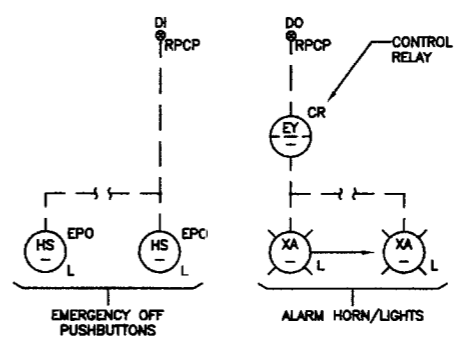 DI
RPCP
DO
RPCP
CONTROL
RELAY
CR
EY
–
HS
–
EPO
L
HS
–
EPO
L
XA
–
L
XA
–
L
EMERGENCY OFF
PUSHBUTTONS
ALARM HORN/LIGHTS